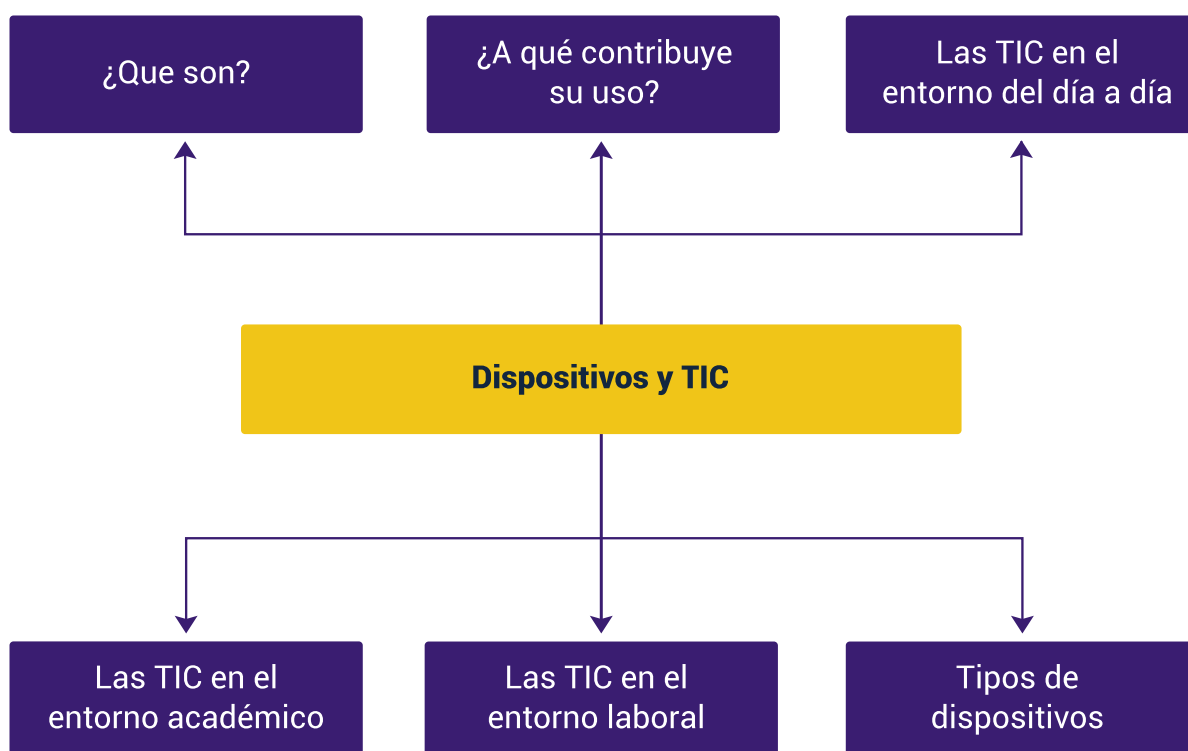 ¿Que son?
¿A qué contribuye
su uso?
Las TIC en el
entorno del día a día
Dispositivos y TIC
Las TIC en el
entorno académico
Las TIC en el
entorno laboral
Tipos de
dispositivos